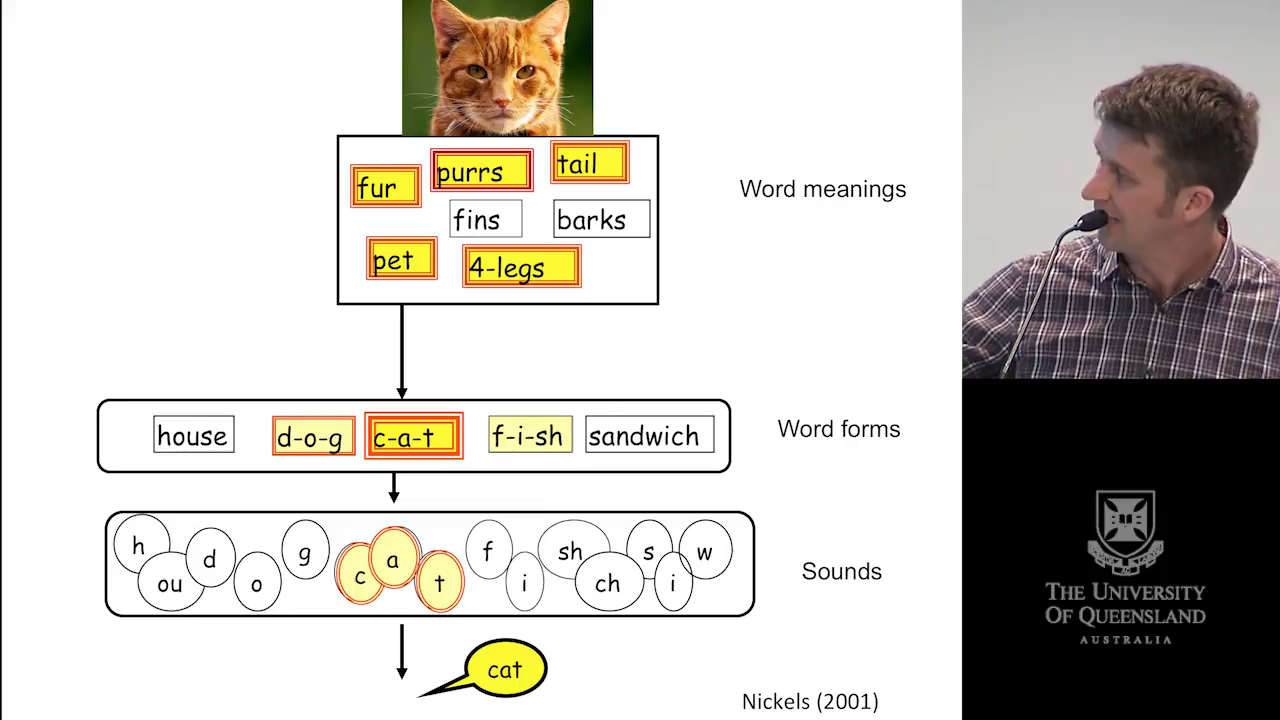 fur
purrs
tail
fins
barks
pet
4-legs
Word meanings
house
d-o-g
c-a-t
f-i-sh
sandwich
Word forms
h
ou
d
o
g
c
a
t
f
i
sh
ch
s
i
w
Sounds
cat
Nickels (2001)
THE UNIVERSITY
OF QUEENSLAND
AUSTRALIA